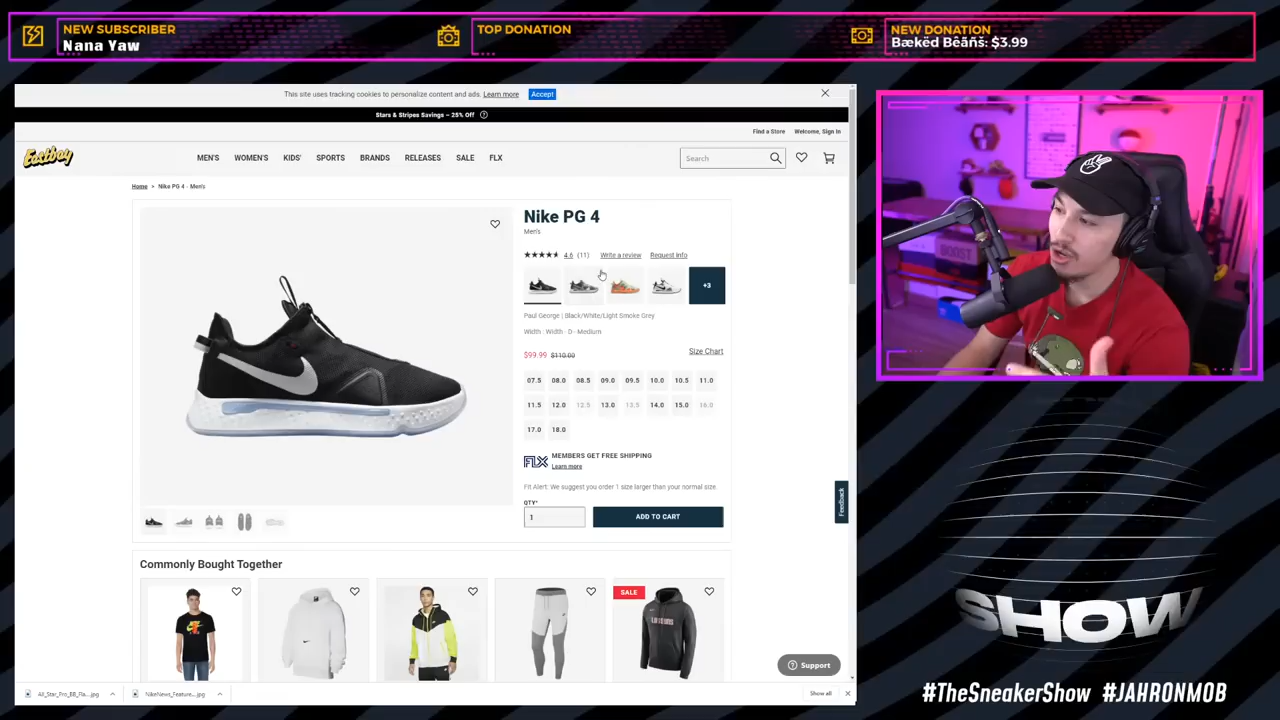 NEW SUBSCRIBER
Nana Yaw
TOP DONATION
NEW DONATION
Bækëd Bêāñš: $3.99
This site uses tracking cookies to personalize content and ads. Learn more Accept
Stars & Stripes Savings – 25% Off
Find a Store Welcome, Sign In
Eastbay
MEN'S WOMEN'S KIDS' SPORTS BRANDS RELEASES SALE FLX
Search
Home > Nike PG 4 - Men's
Nike PG 4
Men's
4.6 (11) Write a review Request Info
+3
Paul George | Black/White/Light Smoke Grey
Width : Width - D - Medium
$99.99 $110.00 Size Chart
07.5 08.0 08.5 09.0 09.5 10.0 10.5 11.0
11.5 12.0 12.5 13.0 13.5 14.0 15.0 16.0
17.0 18.0
FLX MEMBERS GET FREE SHIPPING
Learn more
Fit Alert: We suggest you order 1 size larger than your normal size.
QTY*
1 ADD TO CART
Feedback
Commonly Bought Together
SALE
Support
All_Star_Pro_BB_Fla....jpg NikeNews_Feature....jpg Show all
BOOST
SHOW
#TheSneakerShow #JAHRONMOB